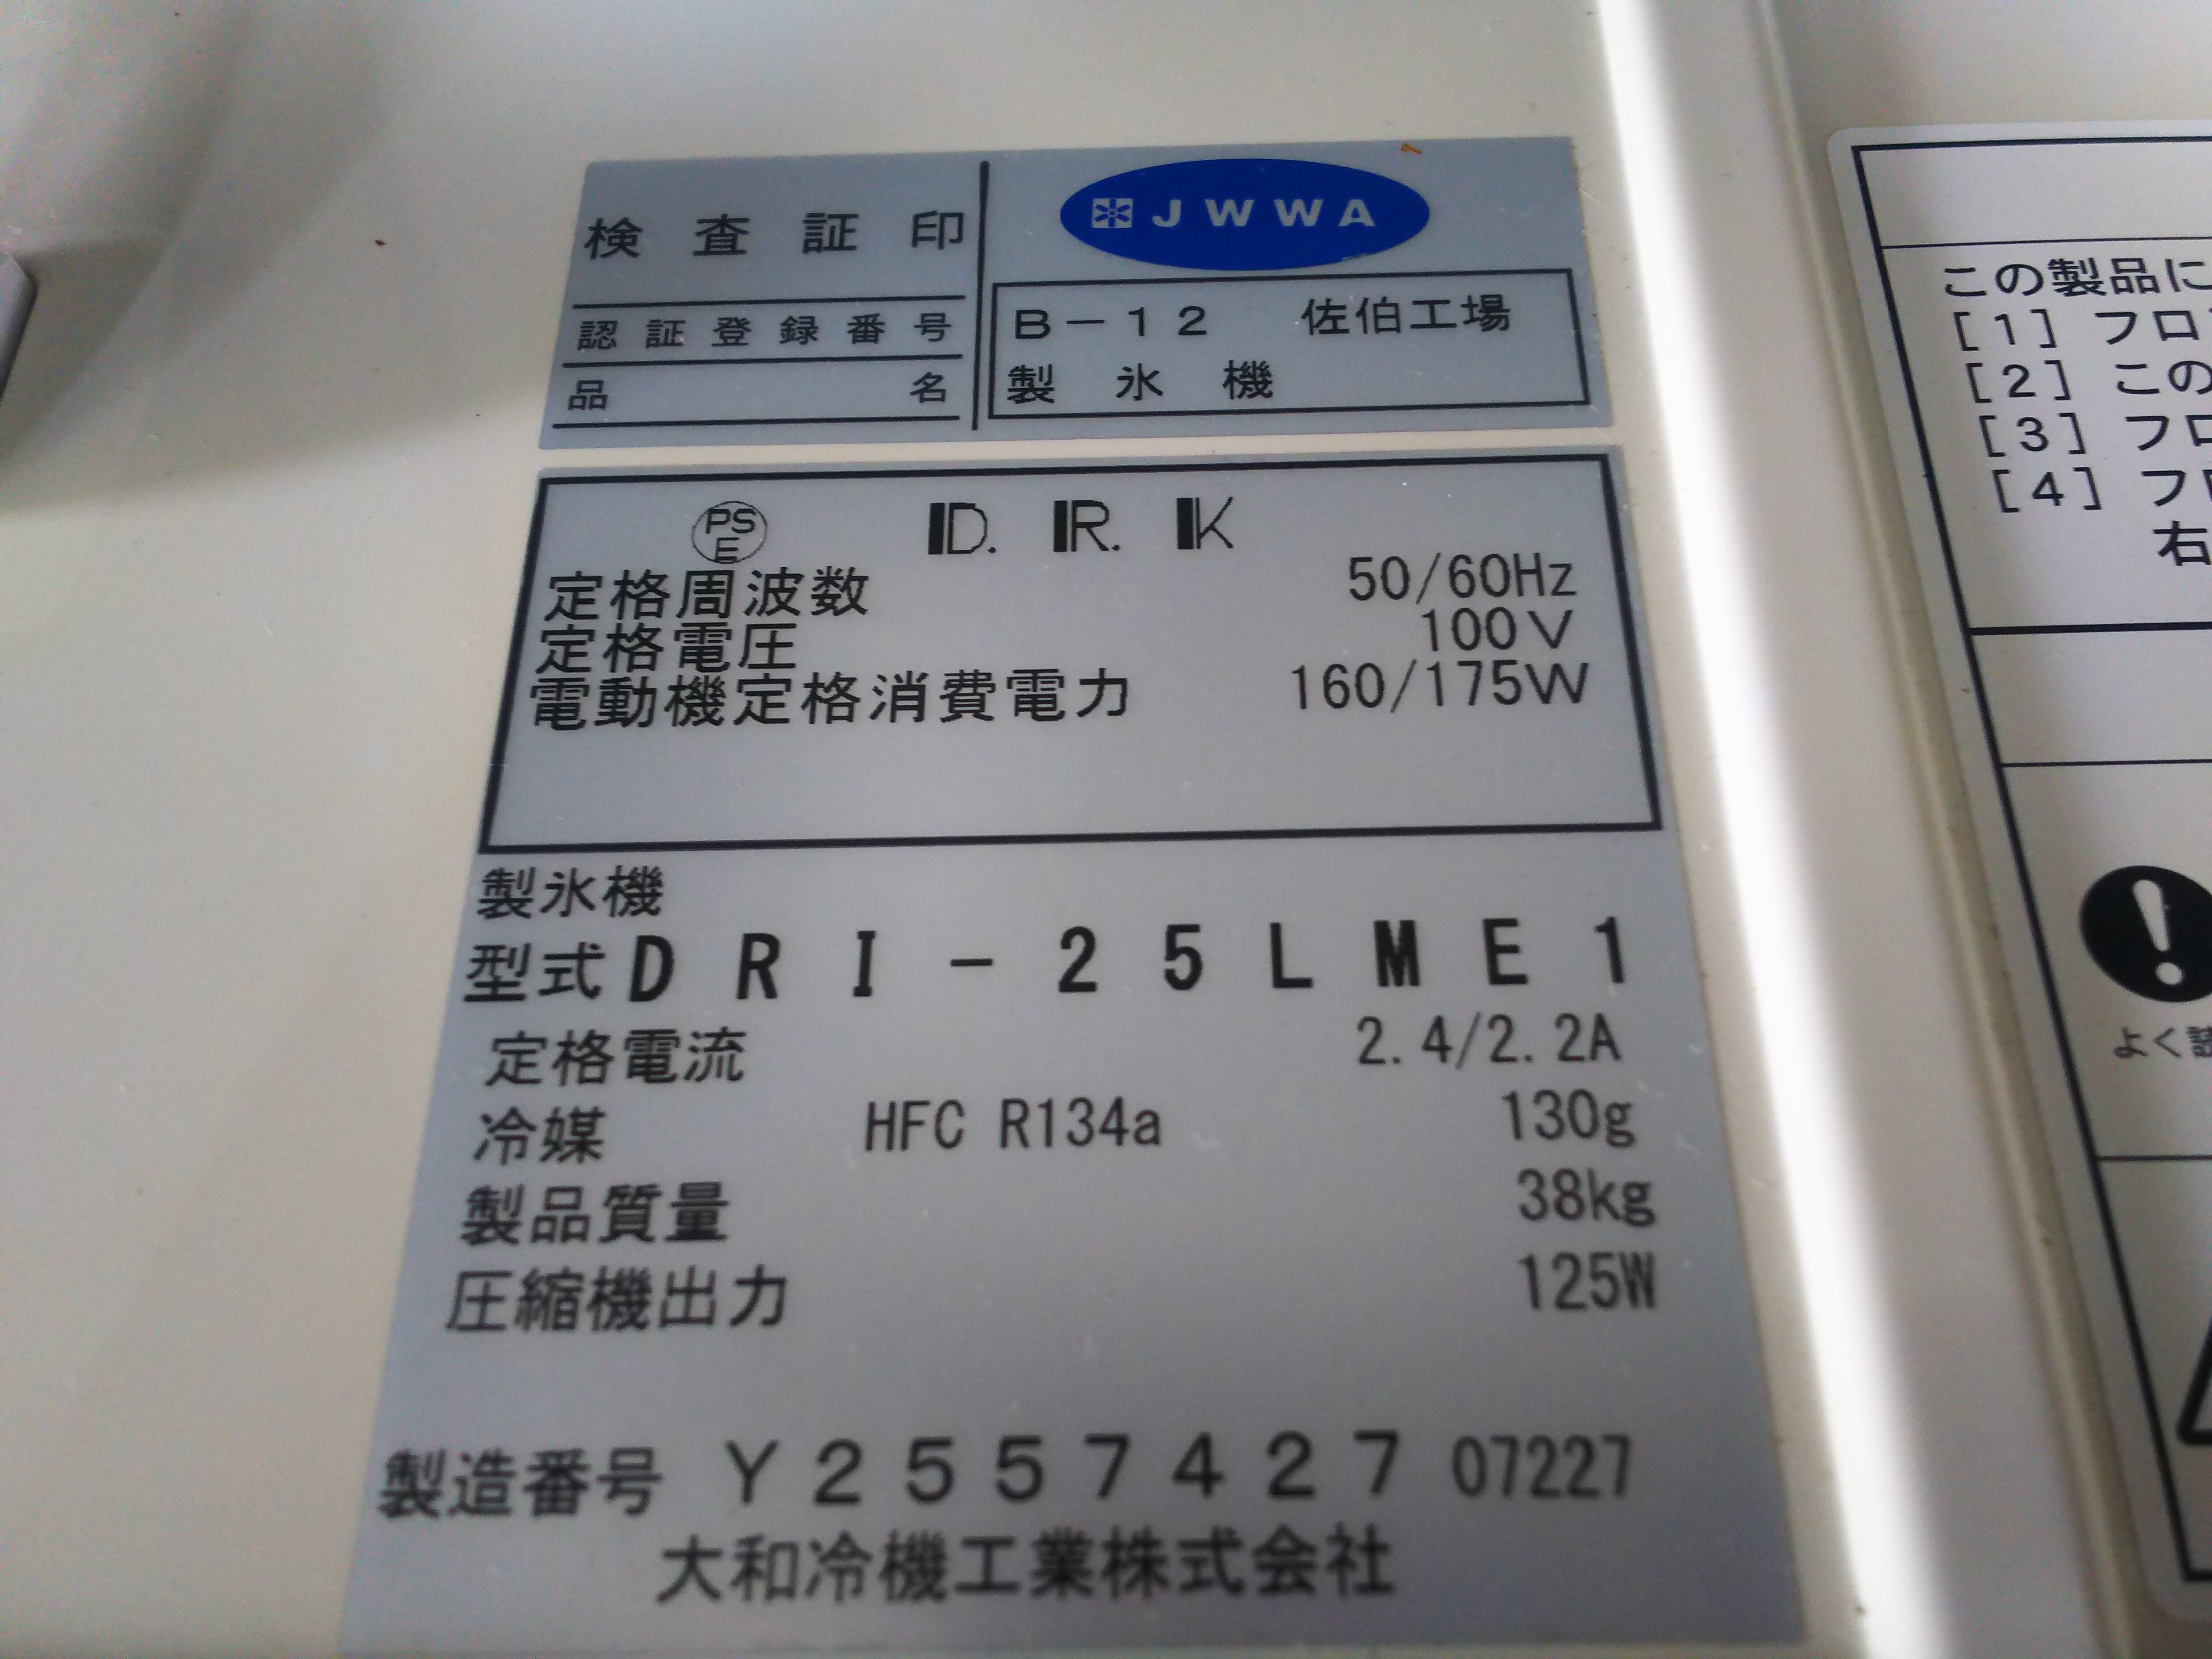 検査証印
JWWA
認証登録番号
B-12 佐伯工場
品名
製氷機
PS
E
D.R.K
定格周波数 50/60Hz
定格電圧 100V
電動機定格消費電力 160/175W
製氷機
型式 DRI-25LME1
定格電流 2.4/2.2A
冷媒 HFC R134a 130g
製品質量 38kg
圧縮機出力 125W
製造番号 Y2557427 07227
大和冷機工業株式会社
この製品に
[1] フロ
[2] この
[3] フロ
[4] フロ
右
よく